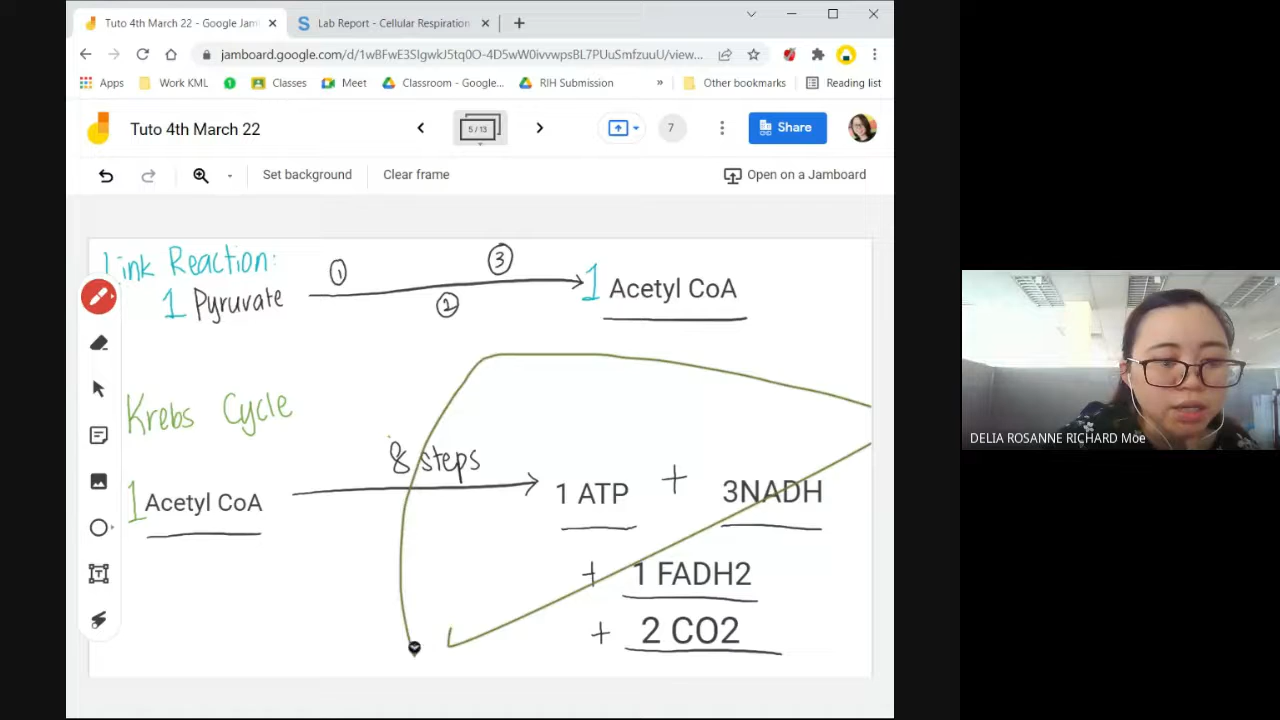 Tuto 4th March 22 - Google Jam
Lab Report - Cellular Respiration
jamboard.google.com/d/1wBFwE3SIgwkJ5tq0O-4D5wW0ivvwpsBL7PUuSmfzuuU/view...
Apps
Work KML
Classes
Meet
Classroom - Google...
RIH Submission
»
Other bookmarks
Reading list
Tuto 4th March 22
5 / 13
7
Share
Set background
Clear frame
Open on a Jamboard
Link Reaction:
1 Pyruvate ① ② ③ 1 Acetyl CoA
Krebs Cycle
1 Acetyl CoA 8 steps 1 ATP + 3NADH
+ 1 FADH2
+ 2 CO2
DELIA ROSANNE RICHARD Moe